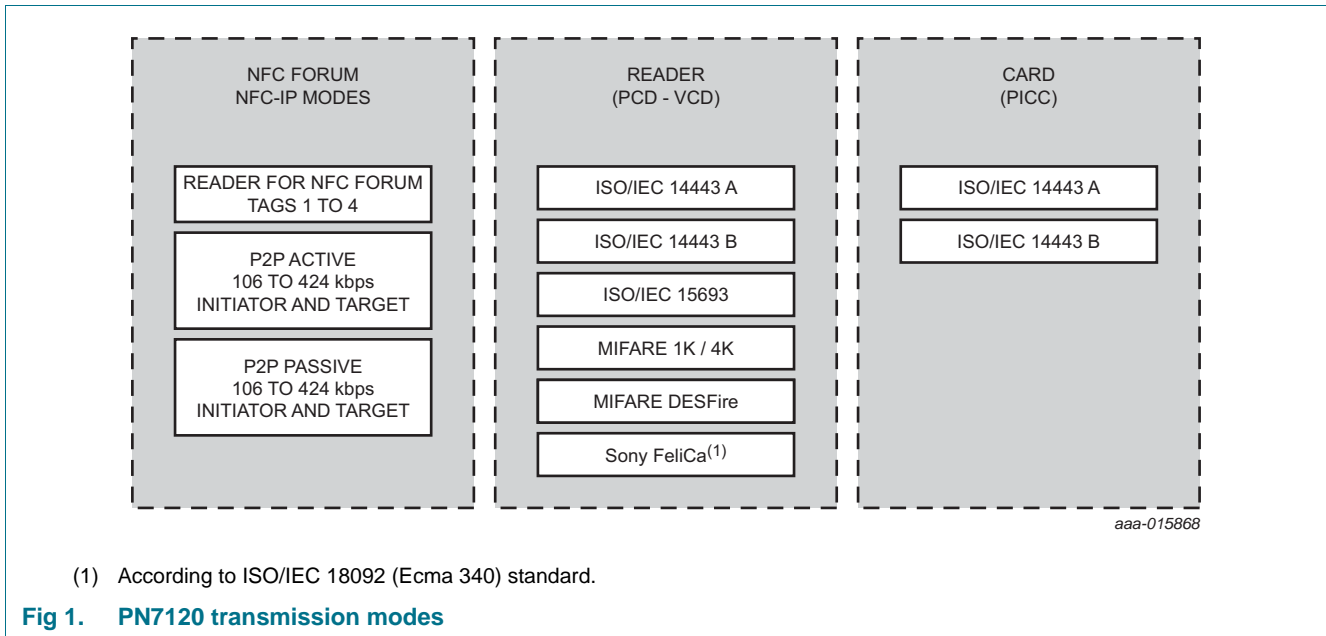 NFC FORUM
NFC-IP MODES
READER FOR NFC FORUM
TAGS 1 TO 4
P2P ACTIVE
106 TO 424 kbps
INITIATOR AND TARGET
P2P PASSIVE
106 TO 424 kbps
INITIATOR AND TARGET
READER
(PCD - VCD)
ISO/IEC 14443 A
ISO/IEC 14443 B
ISO/IEC 15693
MIFARE 1K / 4K
MIFARE DESFire
Sony FeliCa(1)
CARD
(PICC)
ISO/IEC 14443 A
ISO/IEC 14443 B
aaa-015868
(1) According to ISO/IEC 18092 (Ecma 340) standard.
Fig 1. PN7120 transmission modes